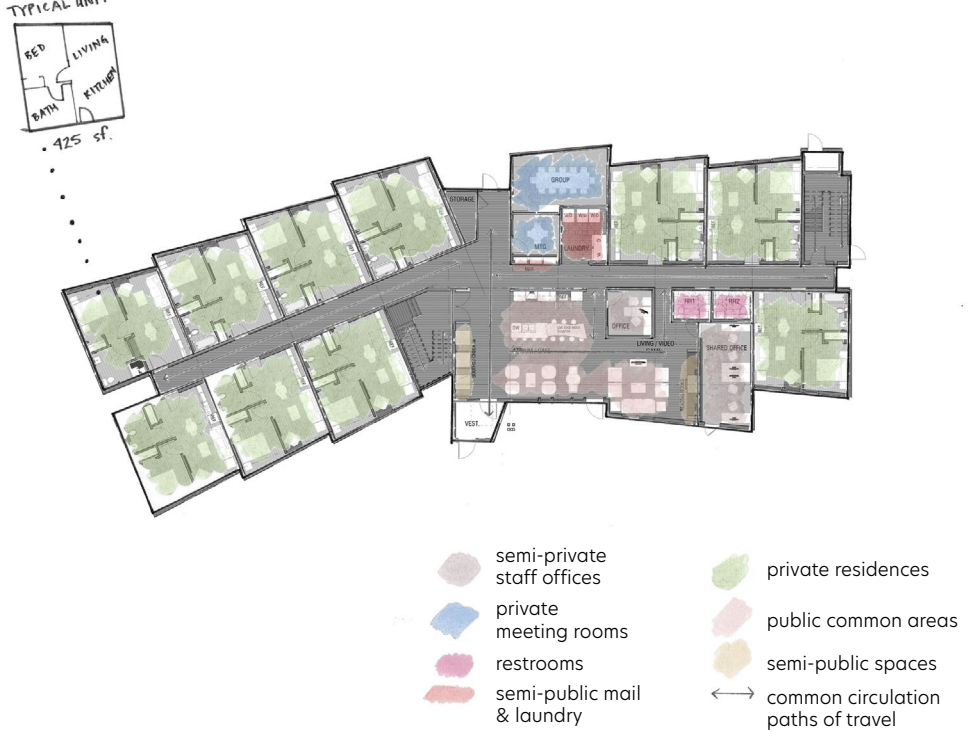 TYPICAL UNIT
BED
LIVING
KITCHEN
BATH
425 sf.
STORAGE
GROUP
W/D W/D W/D
MTG.
LAUNDRY
OFFICE
RR1
RR2
LIVING / VIDEO
SHARED OFFICE
DW
VEST.
semi-private
staff offices
private
meeting rooms
restrooms
semi-public mail
& laundry
private residences
public common areas
semi-public spaces
common circulation
paths of travel